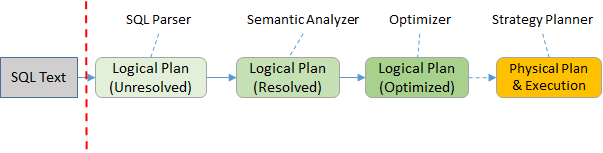 SQL Parser
Semantic Analyzer
Optimizer
Strategy Planner
SQL Text
Logical Plan
(Unresolved)
Logical Plan
(Resolved)
Logical Plan
(Optimized)
Physical Plan
& Execution